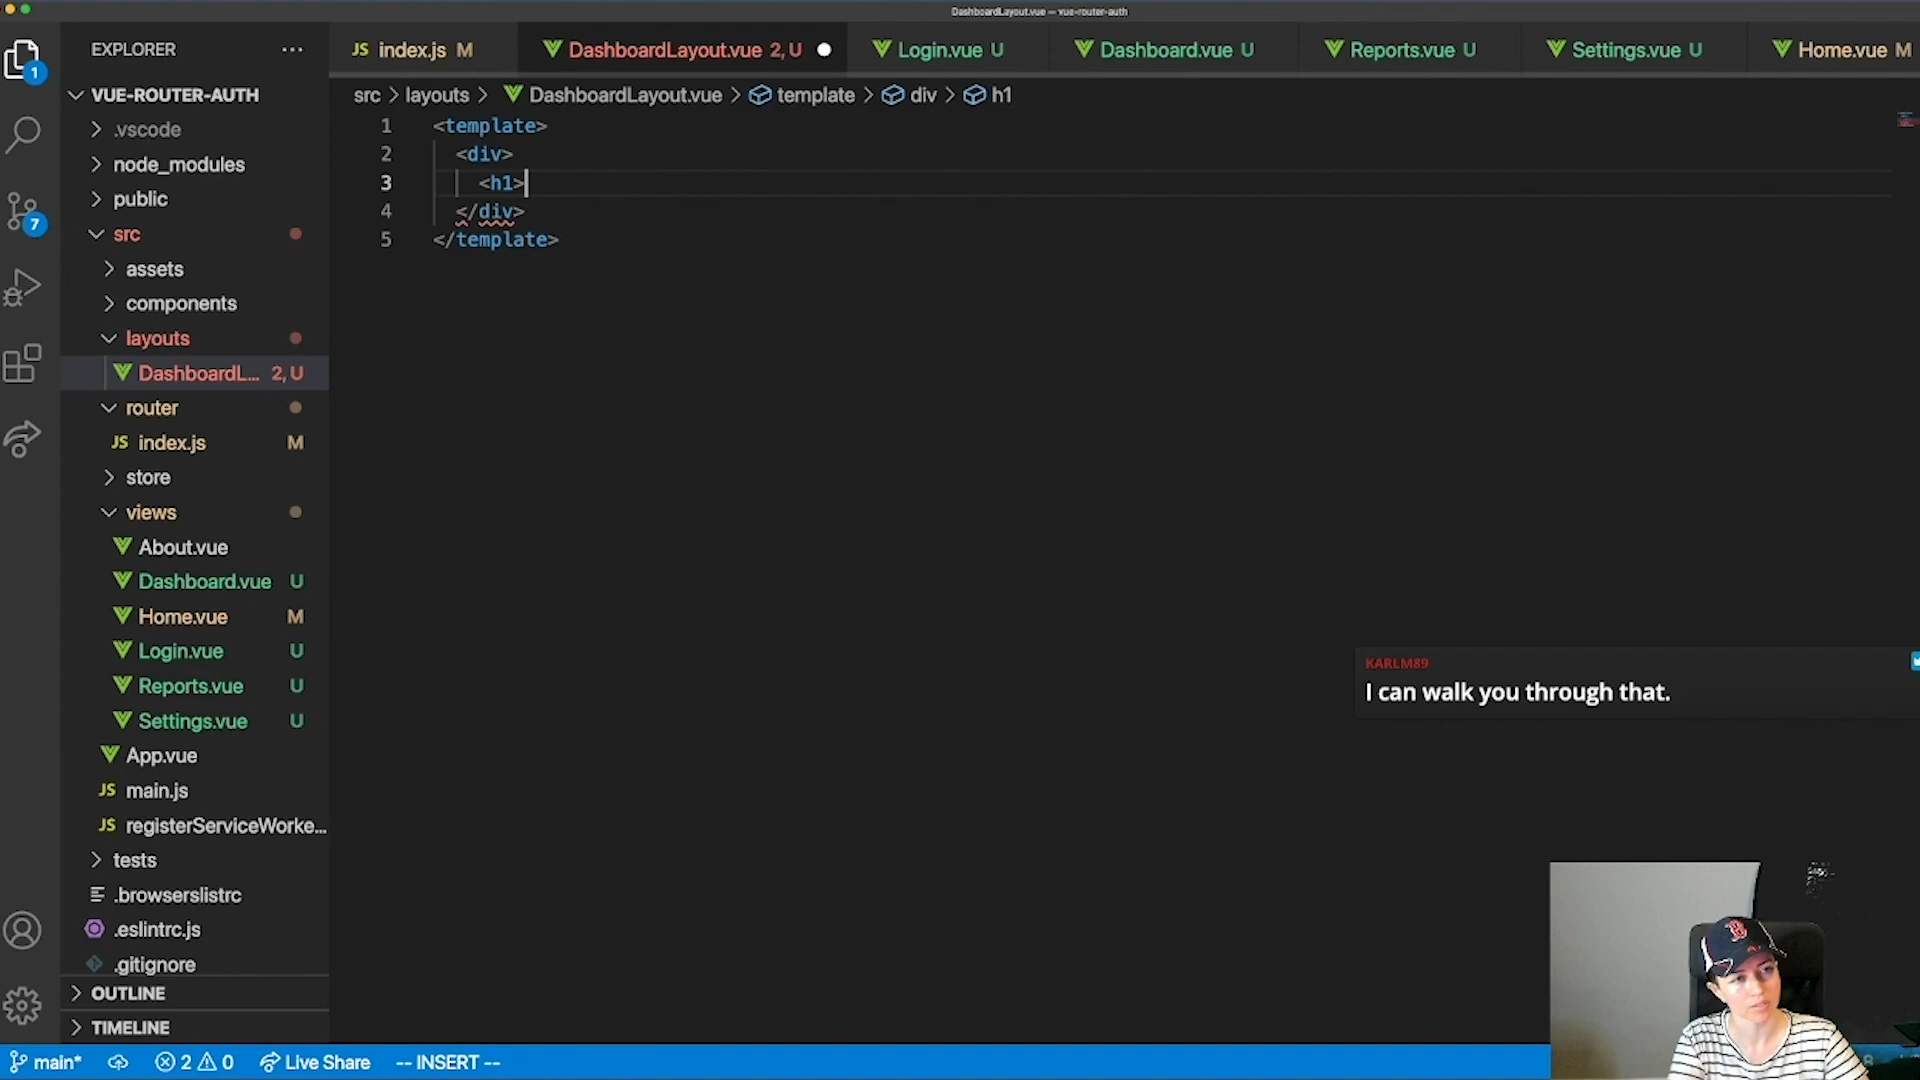 DashboardLayout.vue — vue-router-auth
EXPLORER
JS index.js M
DashboardLayout.vue 2, U
Login.vue U
Dashboard.vue U
Reports.vue U
Settings.vue U
Home.vue M
1
VUE-ROUTER-AUTH
src > layouts > DashboardLayout.vue > template > div > h1
.vscode
node_modules
public
7
src
assets
components
layouts
DashboardL... 2, U
router
JS index.js M
store
views
About.vue
Dashboard.vue U
Home.vue M
Login.vue U
Reports.vue U
Settings.vue U
App.vue
JS main.js
JS registerServiceWorke...
tests
.browserslistrc
.eslintrc.js
.gitignore
OUTLINE
TIMELINE
1 <template>
2 <div>
3 <h1>
4 </div>
5 </template>
KARLM89
I can walk you through that.
B
main* 2 0 Live Share -- INSERT --